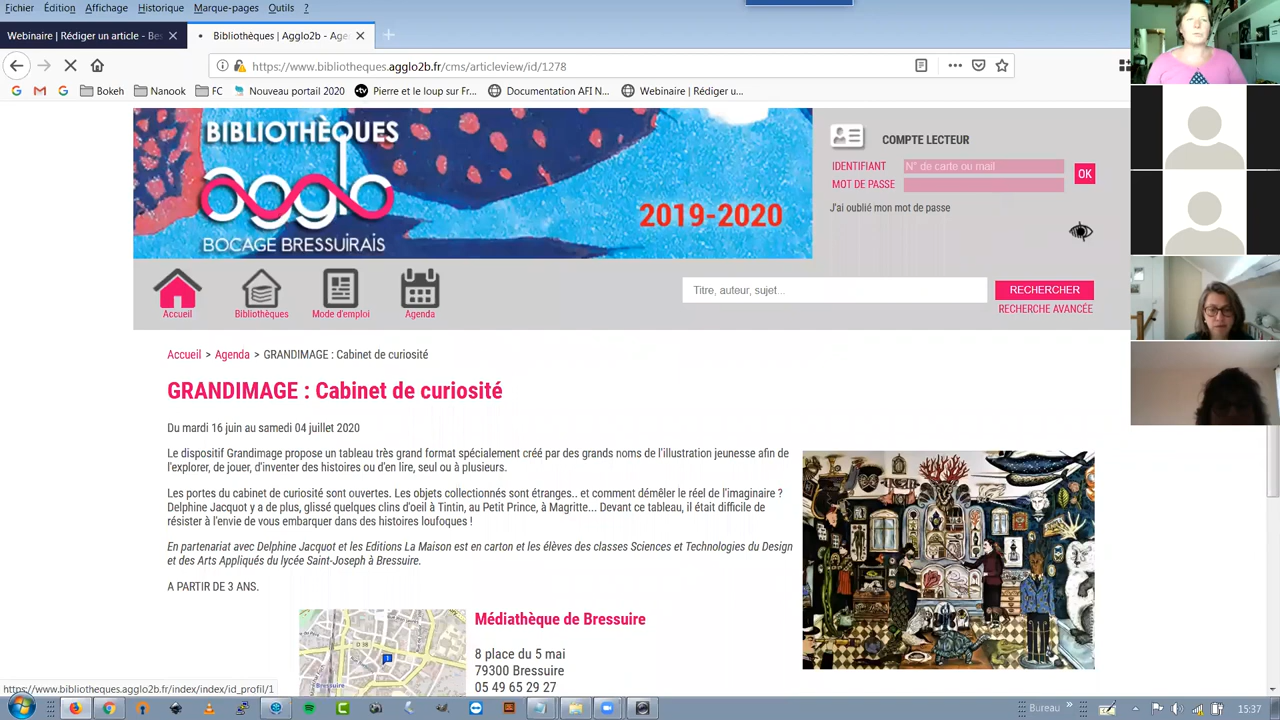 Fichier Édition Historique Marque-pages Outils ?
Webinaire | Rédiger un article - Be
Bibliothèques | Agglo2b - Age
https://www.bibliotheques.agglo2b.fr/cms/articleview/id/1278
Bokeh Nanook FC Nouveau portail 2020 Pierre et le loup sur Fr... Documentation AFI N... Webinaire | Rédiger u...
BIBLIOTHÈQUES
agglo
BOCAGE BRESSUIRAIS
2019-2020
COMPTE LECTEUR
IDENTIFIANT N° de carte ou mail
MOT DE PASSE
OK
J'ai oublié mon mot de passe
Accueil Bibliothèques Mode d'emploi Agenda
Titre, auteur, sujet... RECHERCHER
RECHERCHE AVANCÉE
Accueil > Agenda > GRANDIMAGE : Cabinet de curiosité
GRANDIMAGE : Cabinet de curiosité
Du mardi 16 juin au samedi 04 juillet 2020
Le dispositif Grandimage propose un tableau très grand format spécialement créé par des grands noms de l'illustration jeunesse afin de
l'explorer, de jouer, d'inventer des histoires ou d'en lire, seul ou à plusieurs.
Les portes du cabinet de curiosité sont ouvertes. Les objets collectionnés sont étranges.. et comment démêler le réel de l'imaginaire ?
Delphine Jacquot y a de plus, glissé quelques clins d'oeil à Tintin, au Petit Prince, à Magritte... Devant ce tableau, il était difficile de
résister à l'envie de vous embarquer dans des histoires loufoques !
En partenariat avec Delphine Jacquot et les Editions La Maison est en carton et les élèves des classes Sciences et Technologies du Design
et des Arts Appliqués du lycée Saint-Joseph à Bressuire.
A PARTIR DE 3 ANS.
Médiathèque de Bressuire
8 place du 5 mai
79300 Bressuire
05 49 65 29 27
D 38
Bressuire
https://www.bibliotheques.agglo2b.fr/index/index/id_profil/1
Bureau » 15:37